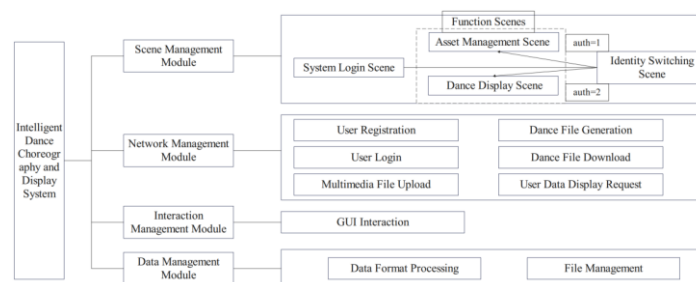 Intelligent
Dance
Choreogr
aphy and
Display
System
Scene Management
Module
Function Scenes
Asset Management Scene
auth=1
System Login Scene
Identity Switching
Scene
Dance Display Scene
auth=2
Network Management
Module
User Registration
Dance File Generation
User Login
Dance File Download
Multimedia File Upload
User Data Display Request
Interaction
Management Module
GUI Interaction
Data Management
Module
Data Format Processing
File Management